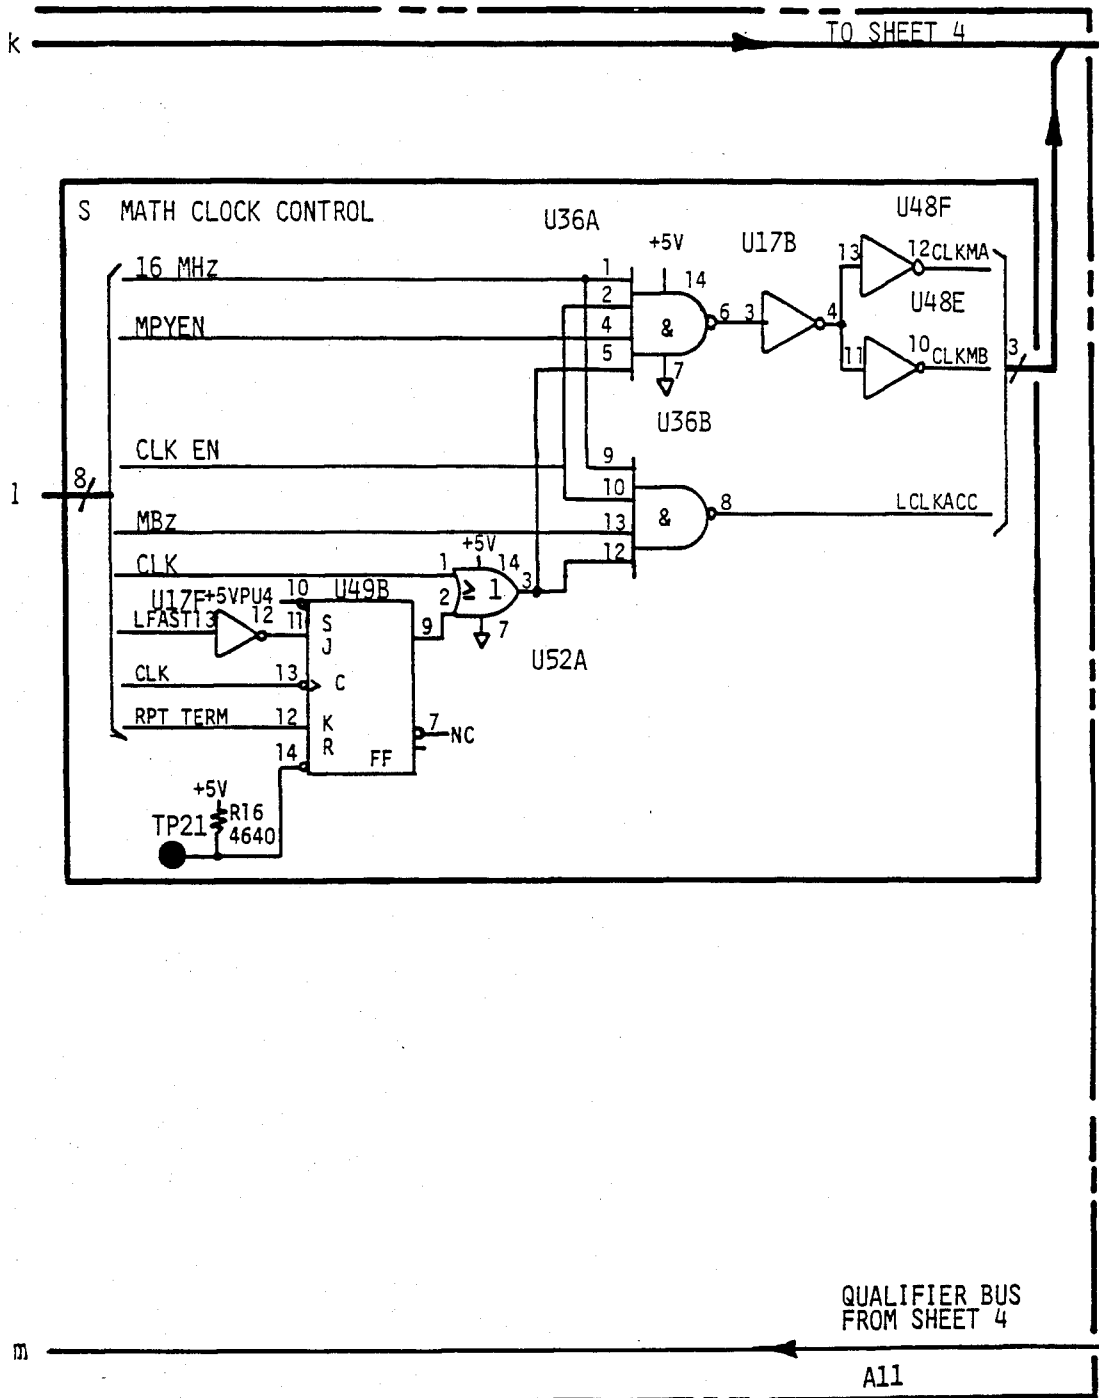 k
TO SHEET 4
S MATH CLOCK CONTROL
U36A
U48F
+5V
U17B
16 MHz
1
14
13
12
CLKMA
2
U48E
MPYEN
4
&
6
3
4
5
11
10
CLKMB
3
7
U36B
CLK EN
9
8
l
10
8
LCLKACC
MBz
13
&
+5V
12
CLK
1
14
≥ 1
3
U17F
+5VPU4
10
U49B
2
LFAST
13
12
11
S
J
9
7
U52A
CLK
13
C
RPT TERM
12
K
7
NC
14
R
FF
+5V
TP21
R16
4640
QUALIFIER BUS
FROM SHEET 4
m
A11